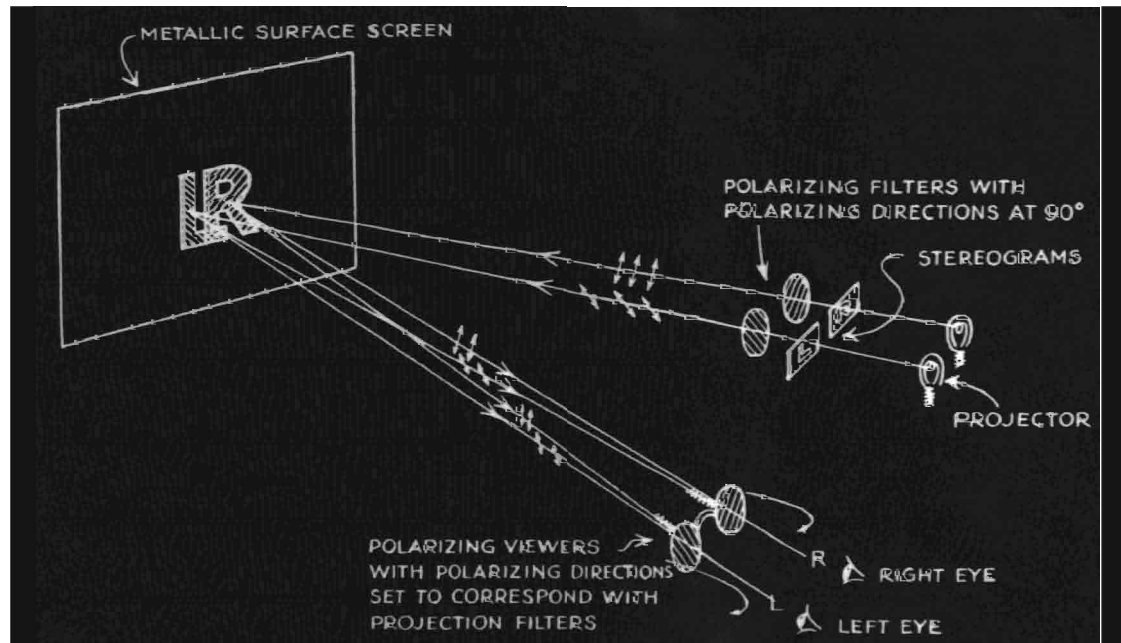 METALLIC SURFACE SCREEN
LR
POLARIZING FILTERS WITH
POLARIZING DIRECTIONS AT 90°
STEREOGRAMS
R
L
PROJECTOR
POLARIZING VIEWERS
WITH POLARIZING DIRECTIONS
SET TO CORRESPOND WITH
PROJECTION FILTERS
R
RIGHT EYE
L
LEFT EYE